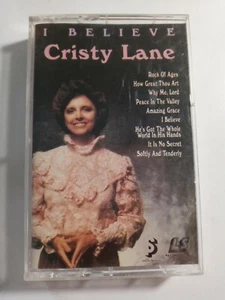 I BELIEVE
Cristy Lane
Rock Of Ages
How Great Thou Art
Why Me, Lord
Peace In The Valley
Amazing Grace
I Believe
He's Got The Whole
World In His Hands
It Is No Secret
Softly And Tenderly
LS